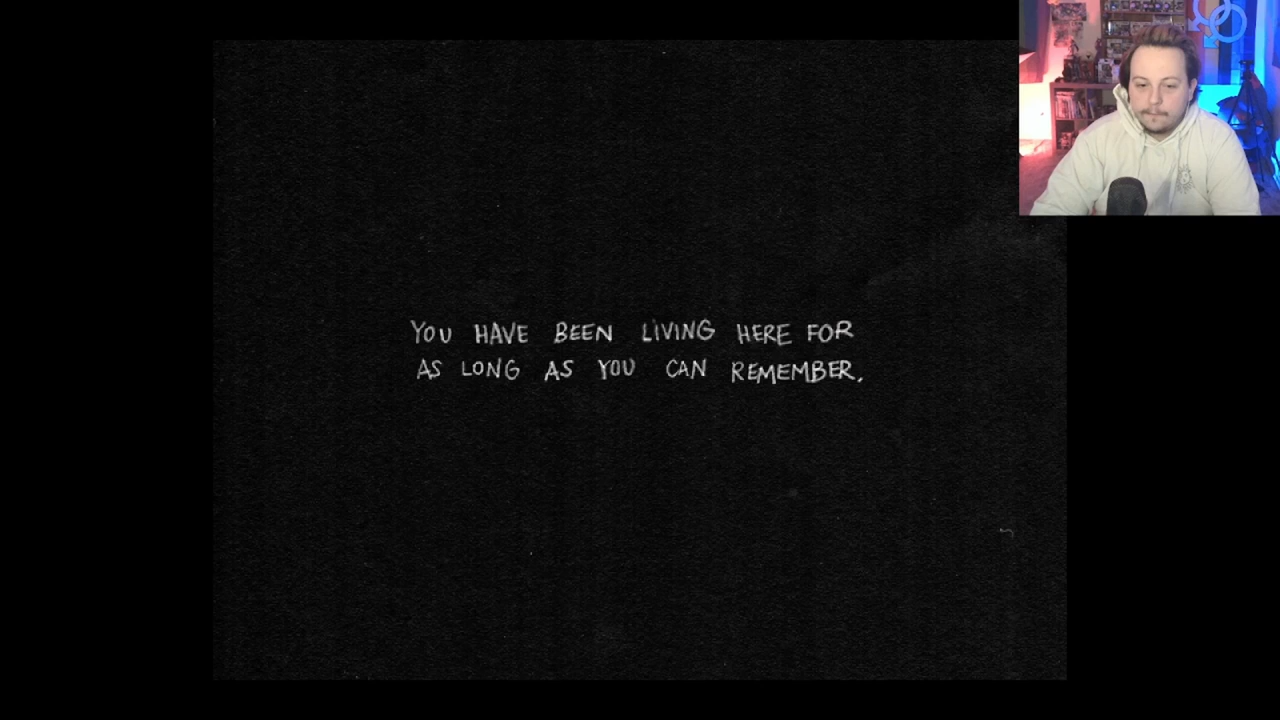 YOU HAVE BEEN LIVING HERE FOR
AS LONG AS YOU CAN REMEMBER.